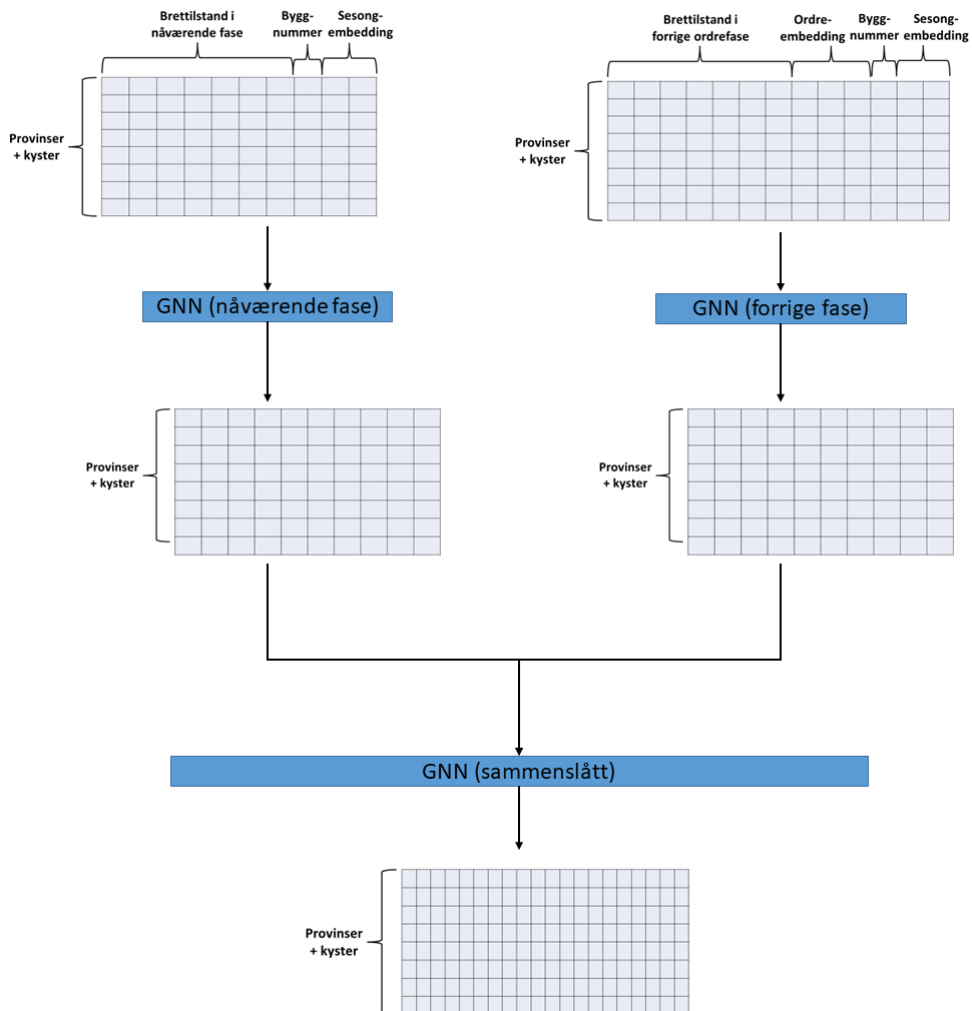 Brettilstand i
nåværende fase
Bygg-
nummer
Sesong-
embedding
Provinser
+ kyster
GNN (nåværende fase)
Provinser
+ kyster
Brettilstand i
forrige ordrefase
Ordre-
embedding
Bygg-
nummer
Sesong-
embedding
Provinser
+ kyster
GNN (forrige fase)
Provinser
+ kyster
GNN (sammenslått)
Provinser
+ kyster